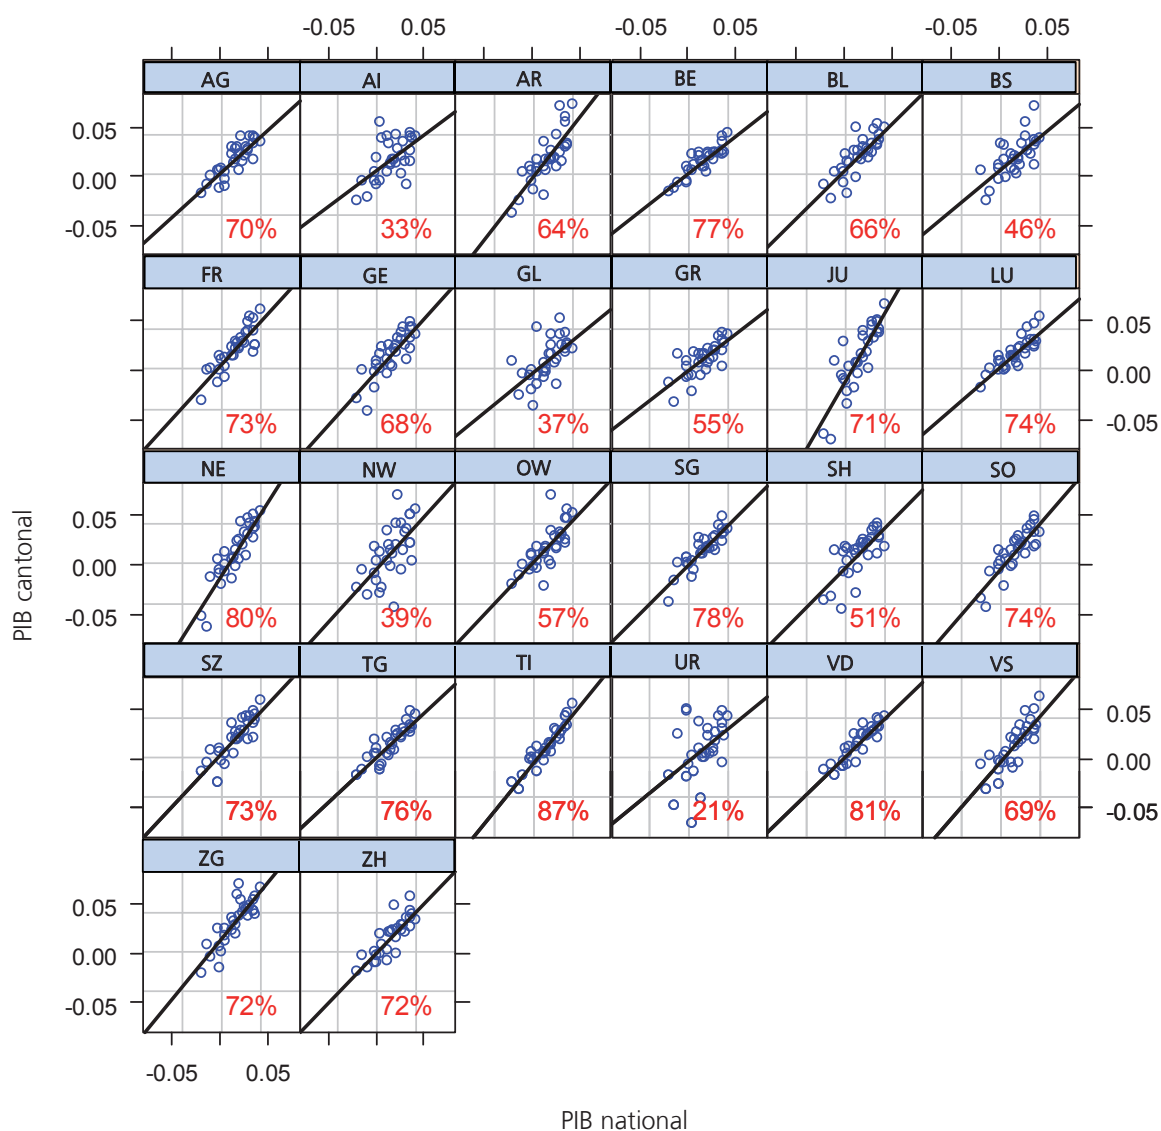 -0.05 0.05 -0.05 0.05 -0.05 0.05
AG AI AR BE BL BS
0.05
0.00
-0.05
70% 33% 64% 77% 66% 46%
FR GE GL GR JU LU
0.05
0.00
-0.05
73% 68% 37% 55% 71% 74%
NE NW OW SG SH SO
0.05
0.00
-0.05
80% 39% 57% 78% 51% 74%
SZ TG TI UR VD VS
0.05
0.00
-0.05
73% 76% 87% 21% 81% 69%
ZG ZH
0.05
0.00
-0.05
72% 72%
-0.05 0.05
PIB cantonal
PIB national